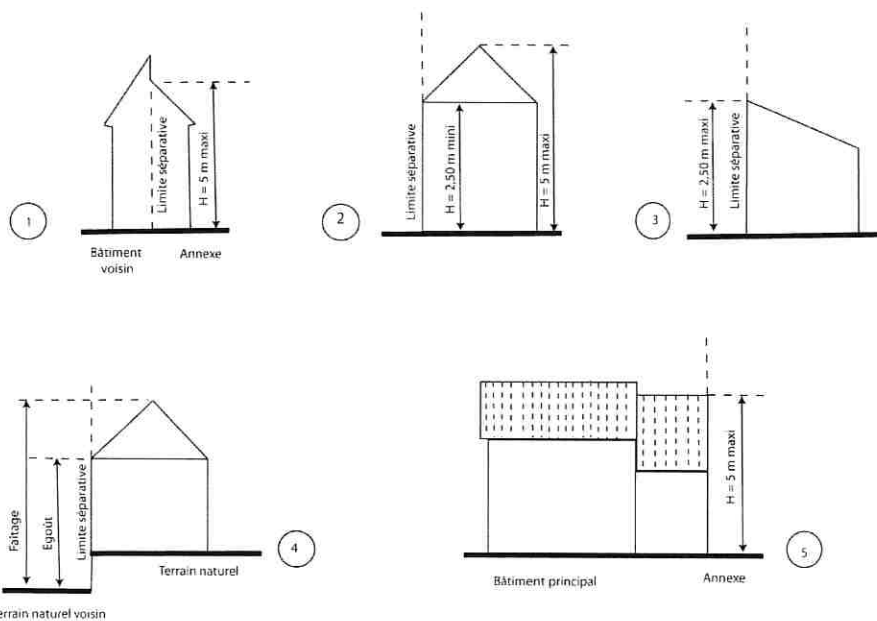 Limite séparative
H = 5 m maxi
1
Bâtiment
voisin
Annexe
Limite séparative
H = 2,50 m mini
H = 5 m maxi
2
H = 2,50 m maxi
Limite séparative
3
Faîtage
Egoût
Limite séparative
4
Terrain naturel
errain naturel voisin
H = 5 m maxi
5
Bâtiment principal
Annexe